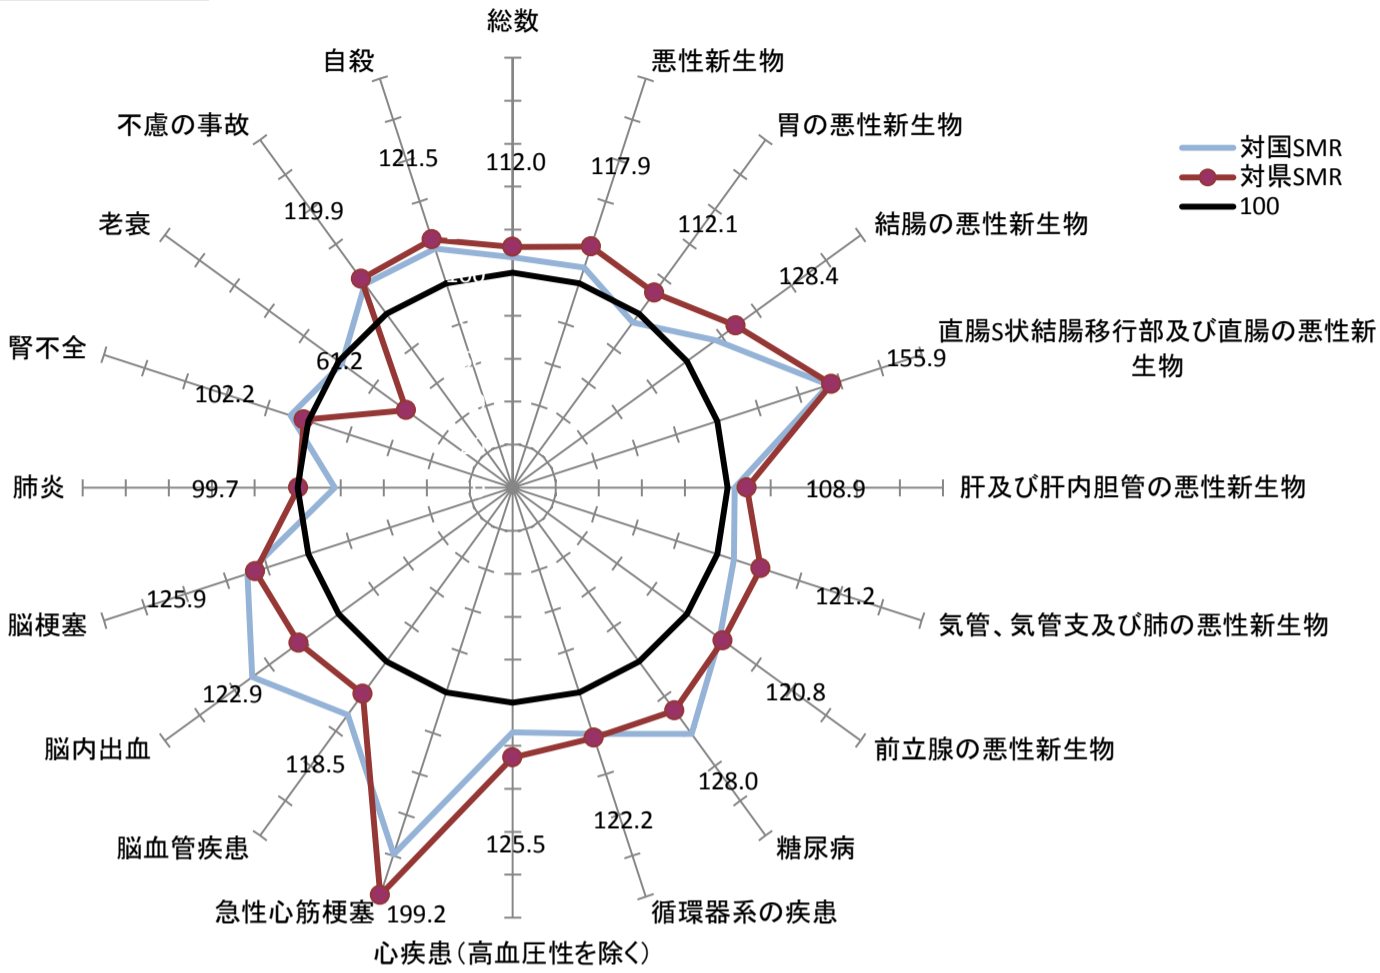 総数
自殺
悪性新生物
不慮の事故
胃の悪性新生物
対国SMR
対県SMR
100
121.5
112.0
117.9
老衰
119.9
112.1
結腸の悪性新生物
128.4
腎不全
61.2
直腸S状結腸移行部及び直腸の悪性新
生物
155.9
102.2
肺炎
99.7
108.9
肝及び肝内胆管の悪性新生物
脳梗塞
125.9
121.2
気管、気管支及び肺の悪性新生物
122.9
120.8
脳内出血
前立腺の悪性新生物
118.5
128.0
脳血管疾患
125.5
122.2
糖尿病
急性心筋梗塞
199.2
循環器系の疾患
心疾患(高血圧性を除く)